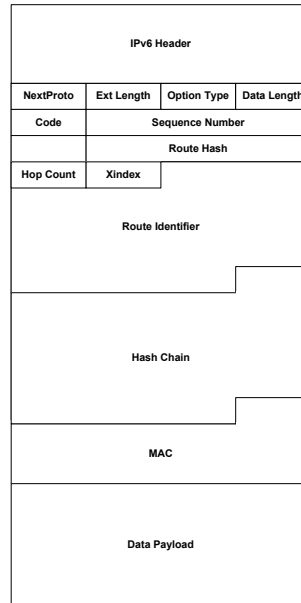 IPv6 Header
NextProto Ext Length Option Type Data Length
Code Sequence Number
Route Hash
Hop Count Xindex
Route Identifier
Hash Chain
MAC
Data Payload